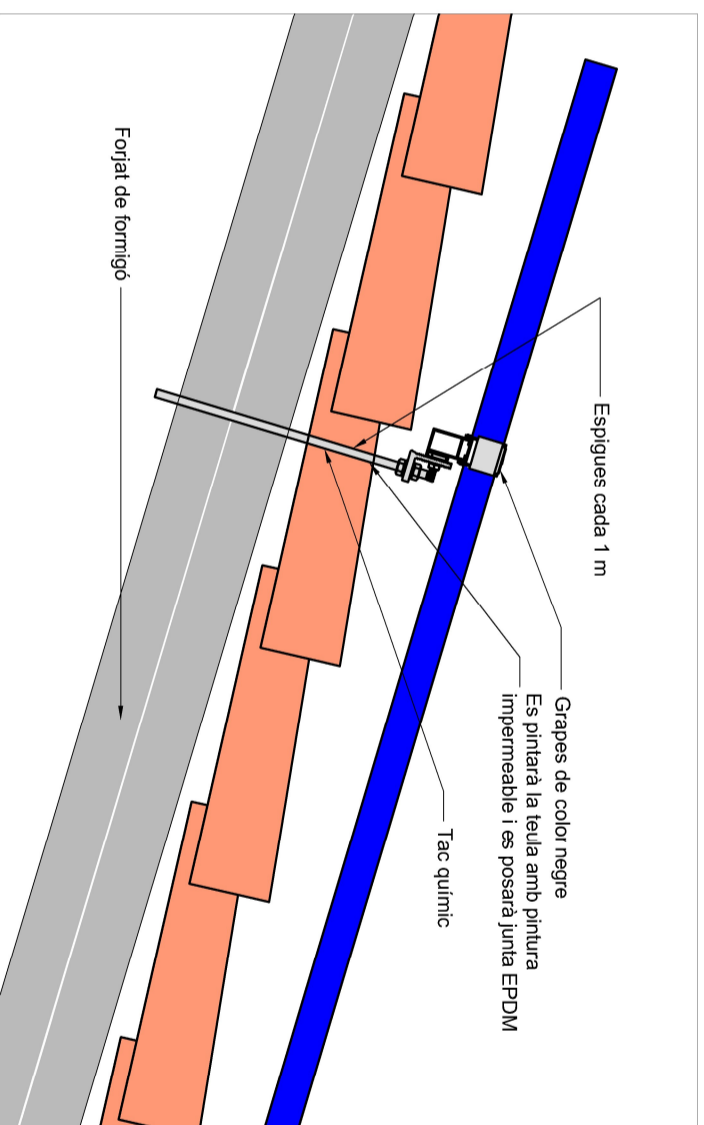 Espigues cada 1 m
Grapes de color negre
Es pintarà la teula amb pintura
impermeable i es posarà junta EPDM
Tac químic
Forjat de formigó